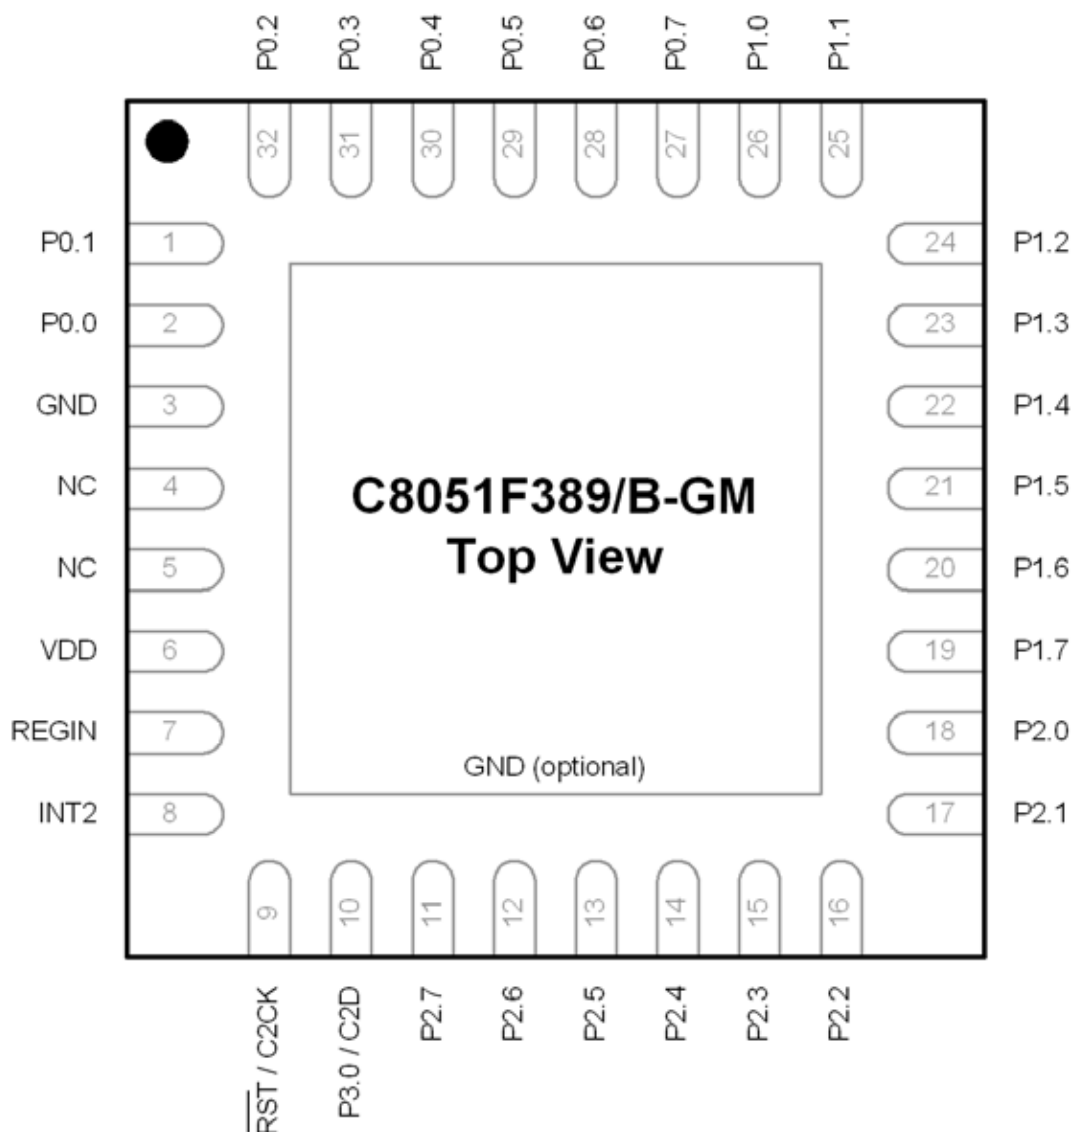 P0.2 P0.3 P0.4 P0.5 P0.6 P0.7 P1.0 P1.1
32 31 30 29 28 27 26 25
P0.1 1 24 P1.2
P0.0 2 23 P1.3
GND 3 22 P1.4
NC 4 21 P1.5
C8051F389/B-GM
Top View
NC 5 20 P1.6
VDD 6 19 P1.7
REGIN 7 18 P2.0
GND (optional)
INT2 8 17 P2.1
9 10 11 12 13 14 15 16
RST / C2CK P3.0 / C2D P2.7 P2.6 P2.5 P2.4 P2.3 P2.2